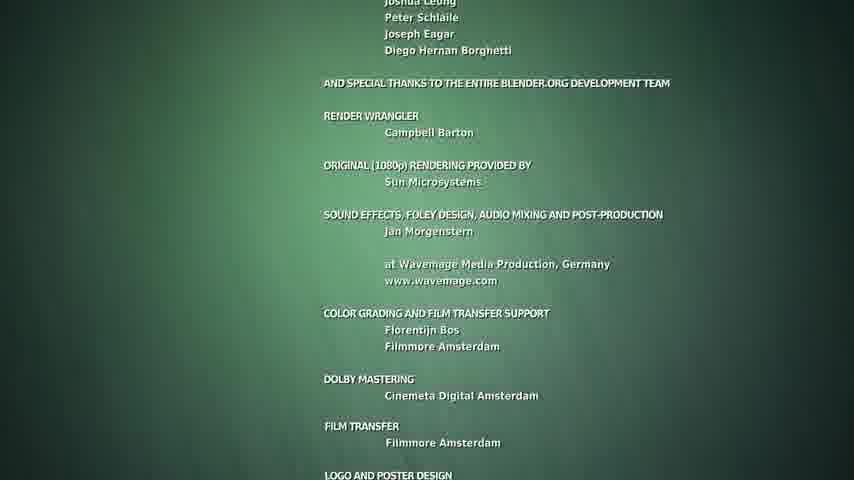 Joshua Leung
Peter Schlaile
Joseph Eagar
Diego Hernan Borghetti
AND SPECIAL THANKS TO THE ENTIRE BLENDER.ORG DEVELOPMENT TEAM
RENDER WRANGLER
Campbell Barton
ORIGINAL (1080p) RENDERING PROVIDED BY
Sun Microsystems
SOUND EFFECTS, FOLEY DESIGN, AUDIO MIXING AND POST-PRODUCTION
Jan Morgenstern
at Wavemage Media Production, Germany
www.wavemage.com
COLOR GRADING AND FILM TRANSFER SUPPORT
Florentijn Bos
Filmmore Amsterdam
DOLBY MASTERING
Cinemeta Digital Amsterdam
FILM TRANSFER
Filmmore Amsterdam
LOGO AND POSTER DESIGN